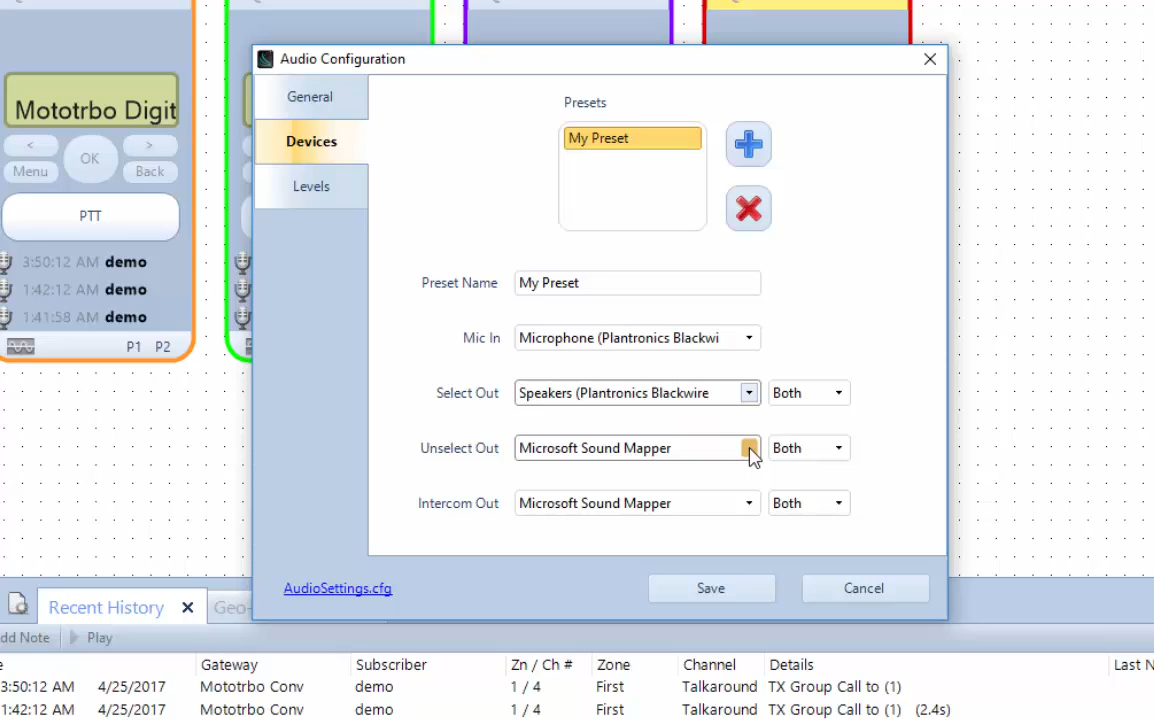 Audio Configuration
General
Devices
Levels
Presets
My Preset
Preset Name My Preset
Mic In Microphone (Plantronics Blackwi
Select Out Speakers (Plantronics Blackwire Both
Unselect Out Microsoft Sound Mapper Both
Intercom Out Microsoft Sound Mapper Both
AudioSettings.cfg Save Cancel
Mototrbo Digit
< >
OK
Menu Back
PTT
3:50:12 AM demo
1:42:12 AM demo
1:41:58 AM demo
P1 P2
Recent History Geo-
dd Note Play
e Gateway Subscriber Zn / Ch # Zone Channel Details Last N
3:50:12 AM 4/25/2017 Mototrbo Conv demo 1 / 4 First Talkaround TX Group Call to (1)
1:42:12 AM 4/25/2017 Mototrbo Conv demo 1 / 4 First Talkaround TX Group Call to (1) (2.4s)